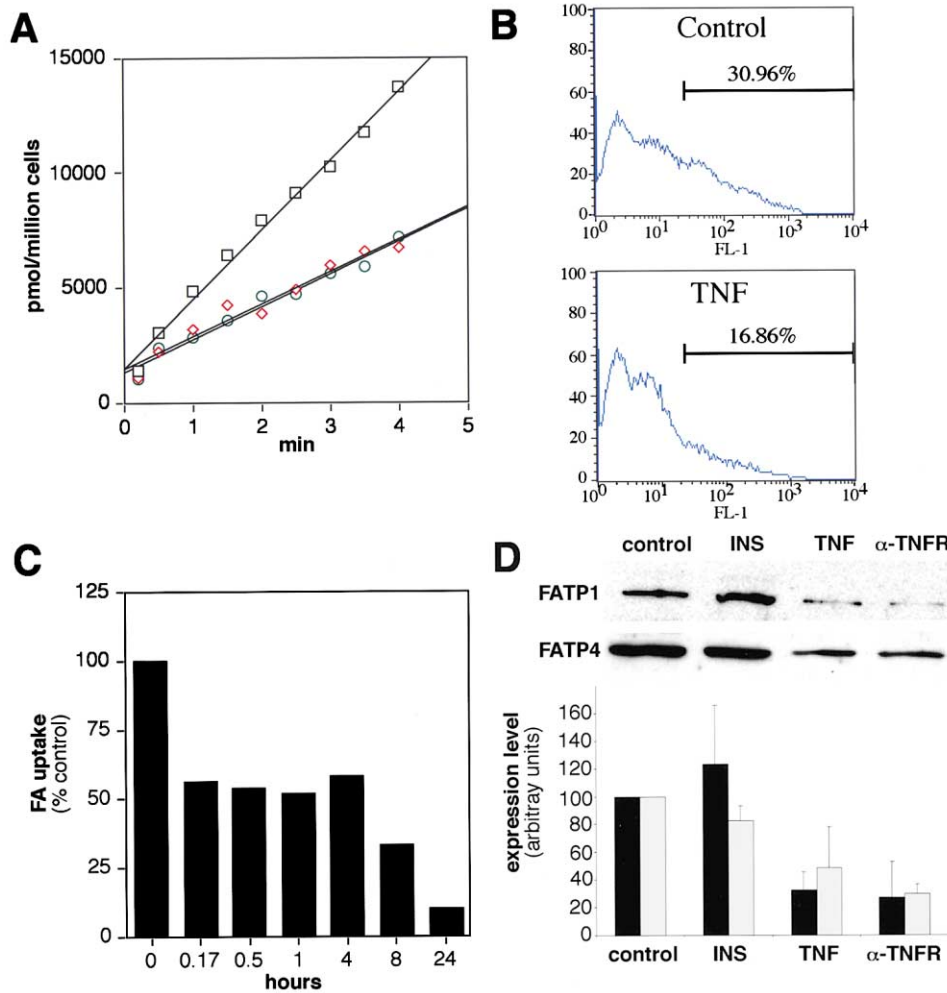 A
15000
10000
5000
0
pmol/million cells
0 1 2 3 4 5
min
B
100
80
60
40
20
0
Control
30.96%
10^0 10^1 10^2 10^3 10^4
FL-1
100
80
60
40
20
0
TNF
16.86%
10^0 10^1 10^2 10^3 10^4
FL-1
C
125
100
75
50
25
0
FA uptake
(% control)
0 0.17 0.5 1 4 8 24
hours
D
control INS TNF α-TNFR
FATP1
FATP4
160
140
120
100
80
60
40
20
0
expression level
(arbitray units)
control INS TNF α-TNFR